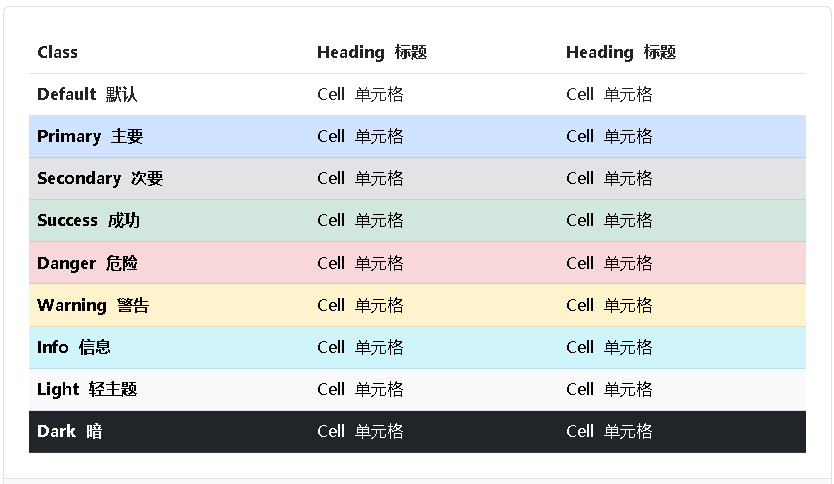 Class Heading 标题 Heading 标题
Default 默认 Cell 单元格 Cell 单元格
Primary 主要 Cell 单元格 Cell 单元格
Secondary 次要 Cell 单元格 Cell 单元格
Success 成功 Cell 单元格 Cell 单元格
Danger 危险 Cell 单元格 Cell 单元格
Warning 警告 Cell 单元格 Cell 单元格
Info 信息 Cell 单元格 Cell 单元格
Light 轻主题 Cell 单元格 Cell 单元格
Dark 暗 Cell 单元格 Cell 单元格